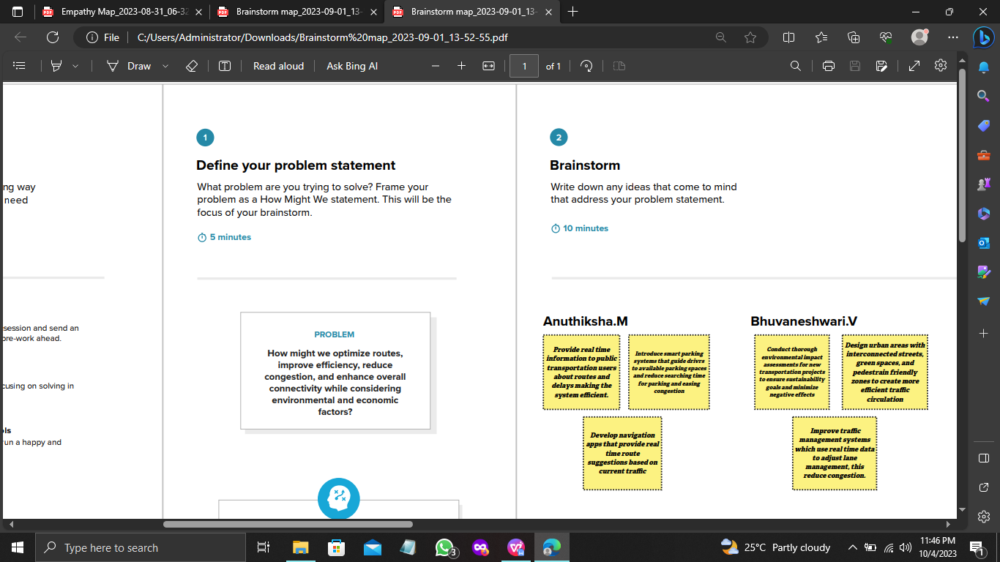 Empathy Map_2023-08-31_06-32
Brainstorm map_2023-09-01_13-
Brainstorm map_2023-09-01_13-
File
C:/Users/Administrator/Downloads/Brainstorm%20map_2023-09-01_13-52-55.pdf
Draw
Read aloud
Ask Bing AI
1
of 1
ng way
need
session and send an
pre-work ahead.
cusing on solving in
ols
run a happy and
1
Define your problem statement
What problem are you trying to solve? Frame your
problem as a How Might We statement. This will be the
focus of your brainstorm.
5 minutes
PROBLEM
How might we optimize routes,
improve efficiency, reduce
congestion, and enhance overall
connectivity while considering
environmental and economic
factors?
2
Brainstorm
Write down any ideas that come to mind
that address your problem statement.
10 minutes
Anuthiksha.M
Provide real time
information to public
transportation users
about routes and
delays making the
system efficient.
Introduce smart parking
systems that guide drivrs
to available parking spaces
and reduce searching time
for parking and easing
congestion
Develop navigation
apps that provide real
time route
suggestions based on
current traffic
Bhuvaneshwari.V
Conduct thorough
environmental impact
assessments for new
transportation projects
to ensure sustainability
goals and minimize
negative effects
Design urban areas with
interconnected streets,
green spaces, and
pedestrain friendly
zones to create more
efficient traffic
circulation
Improve traffic
management systems
which use real time data
to adjust lane
management, this
reduce congestion.
Type here to search
3
25°C Partly cloudy
11:46 PM
10/4/2023
1